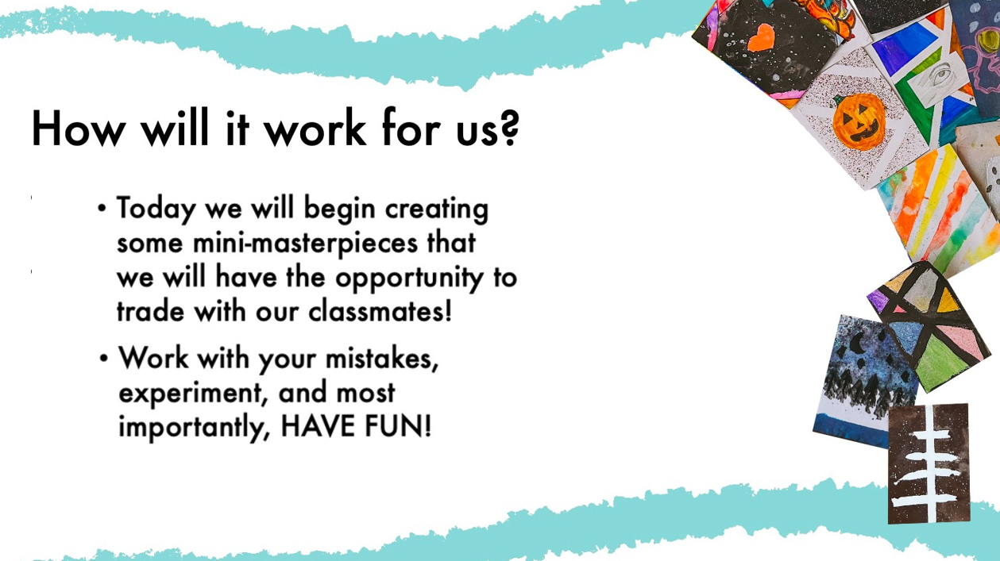 How will it work for us?
• Today we will begin creating
some mini-masterpieces that
we will have the opportunity to
trade with our classmates!
• Work with your mistakes,
experiment, and most
importantly, HAVE FUN!